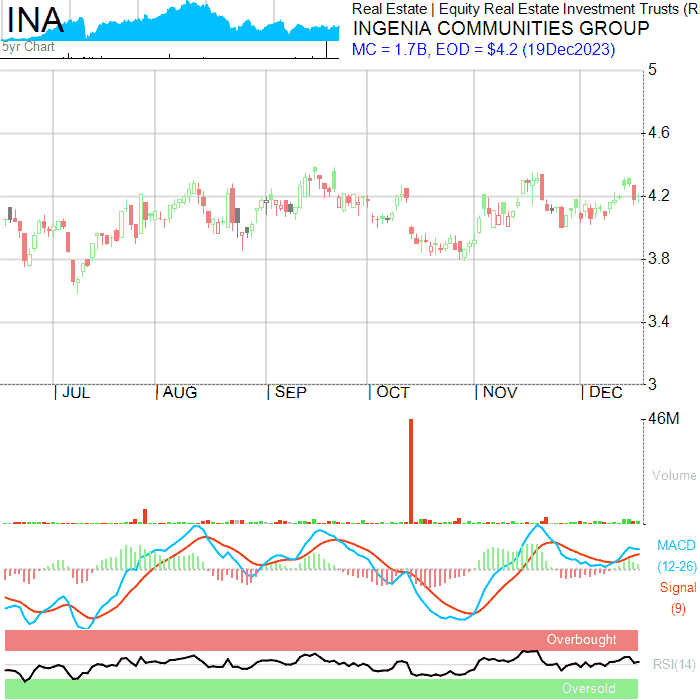 INA
5yr Chart
Real Estate | Equity Real Estate Investment Trusts (R
INGENIA COMMUNITIES GROUP
MC = 1.7B, EOD = $4.2 (19Dec2023)
5
4.6
4.2
3.8
3.4
3
JUL AUG SEP OCT NOV DEC
46M
Volume
MACD
(12-26)
Signal
(9)
Overbought
RSI(14)
Oversold